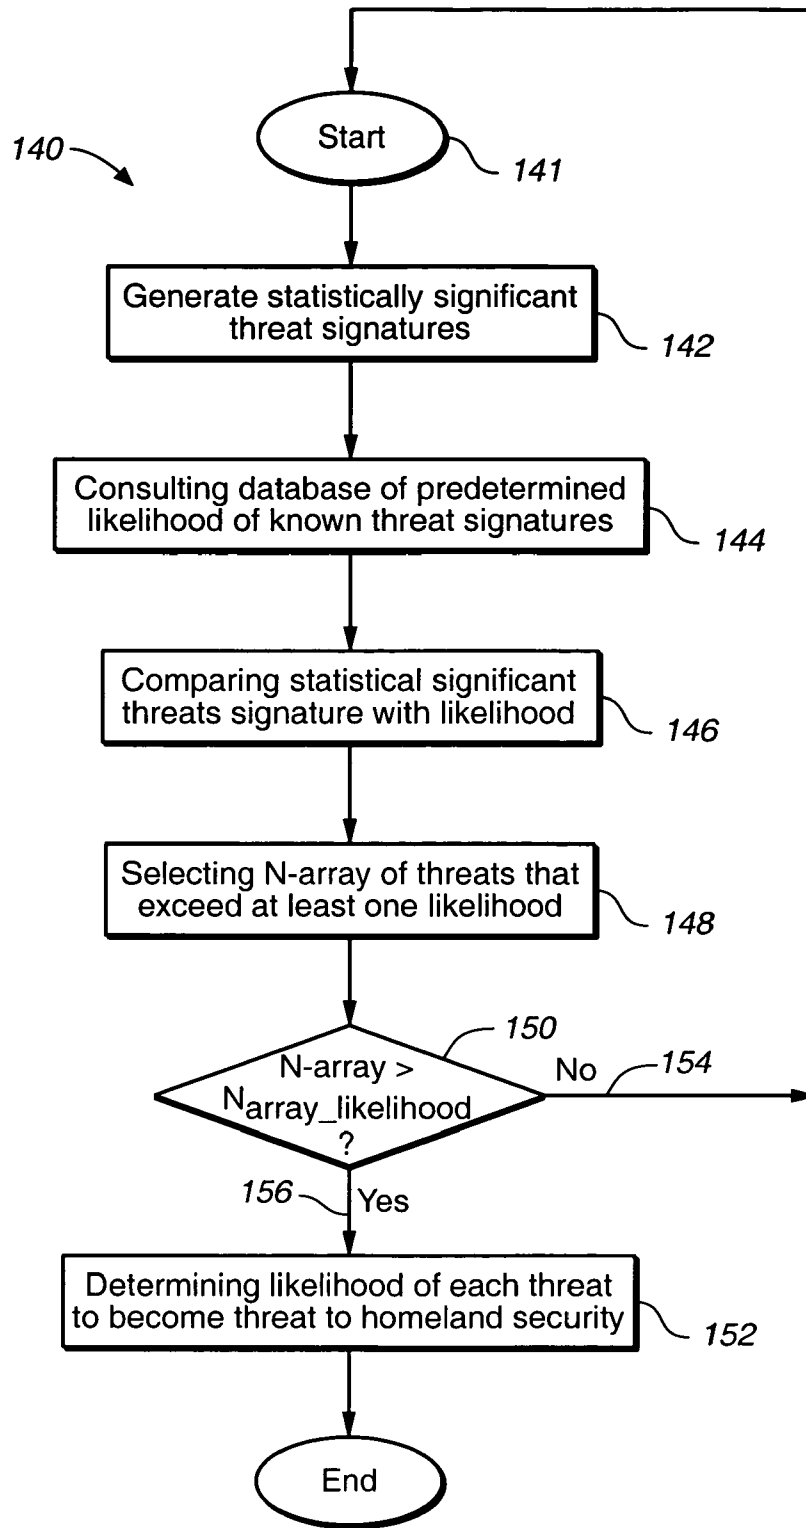 Start
140
141
Generate statistically significant
threat signatures
142
Consulting database of predetermined
likelihood of known threat signatures
144
Comparing statistical significant
threats signature with likelihood
146
Selecting N-array of threats that
exceed at least one likelihood
148
150
N-array >
Narray_likelihood
?
No
154
156
Yes
Determining likelihood of each threat
to become threat to homeland security
152
End